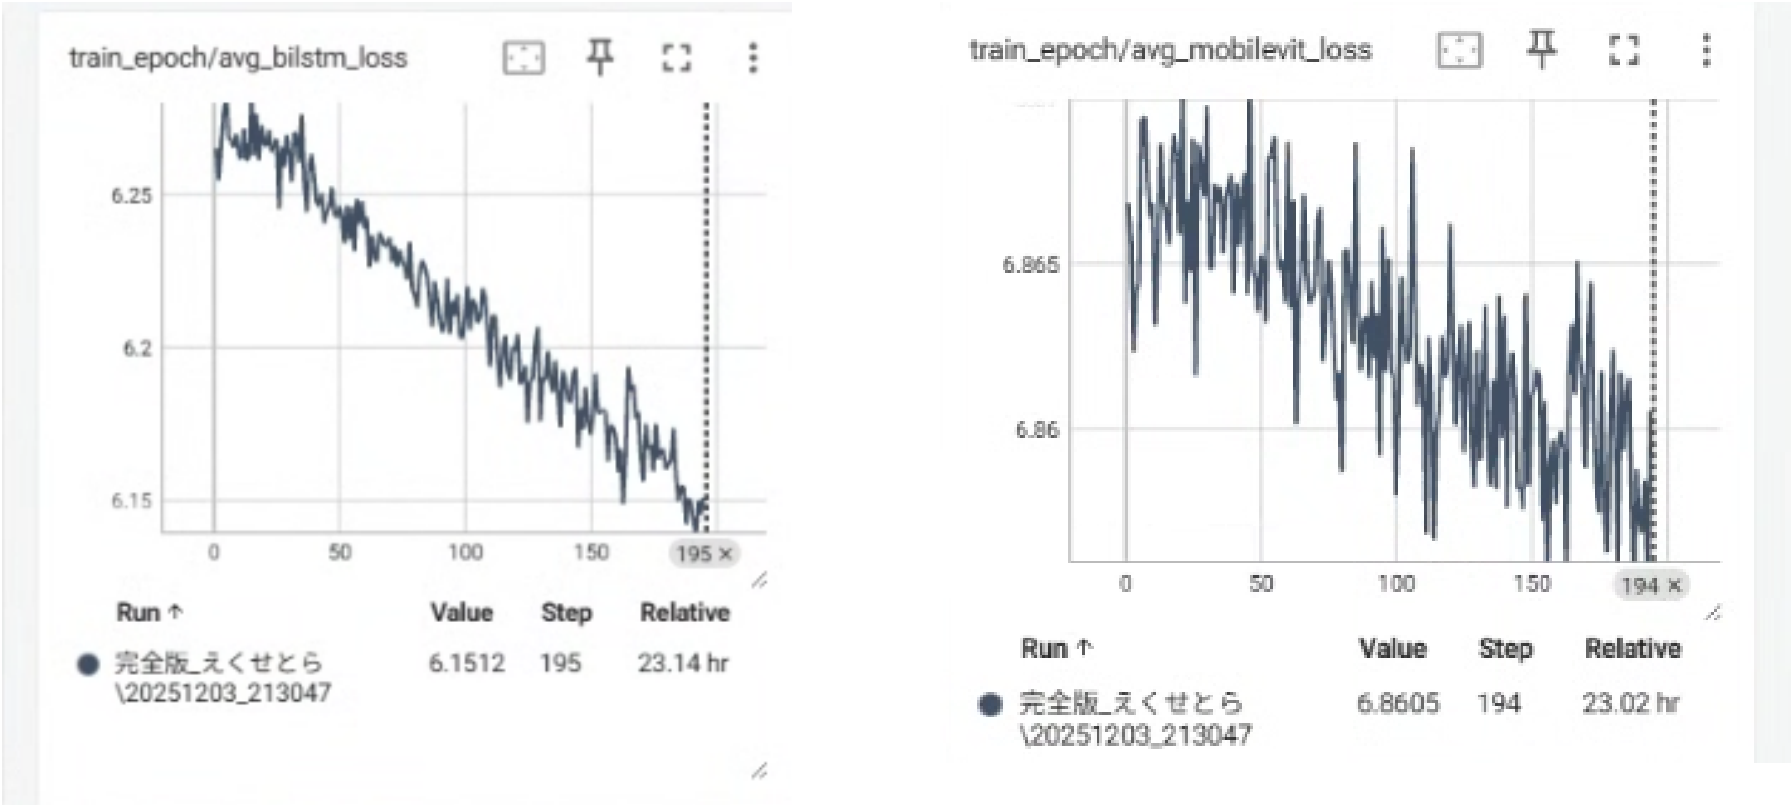 train_epoch/avg_bilstm_loss
6.25
6.2
6.15
0 50 100 150 195 ×
Run ↑ Value Step Relative
完全版_えくせとら 6.1512 195 23.14 hr
\20251203_213047
train_epoch/avg_mobilevit_loss
6.865
6.86
0 50 100 150 194 ×
Run ↑ Value Step Relative
完全版_えくせとら 6.8605 194 23.02 hr
\20251203_213047